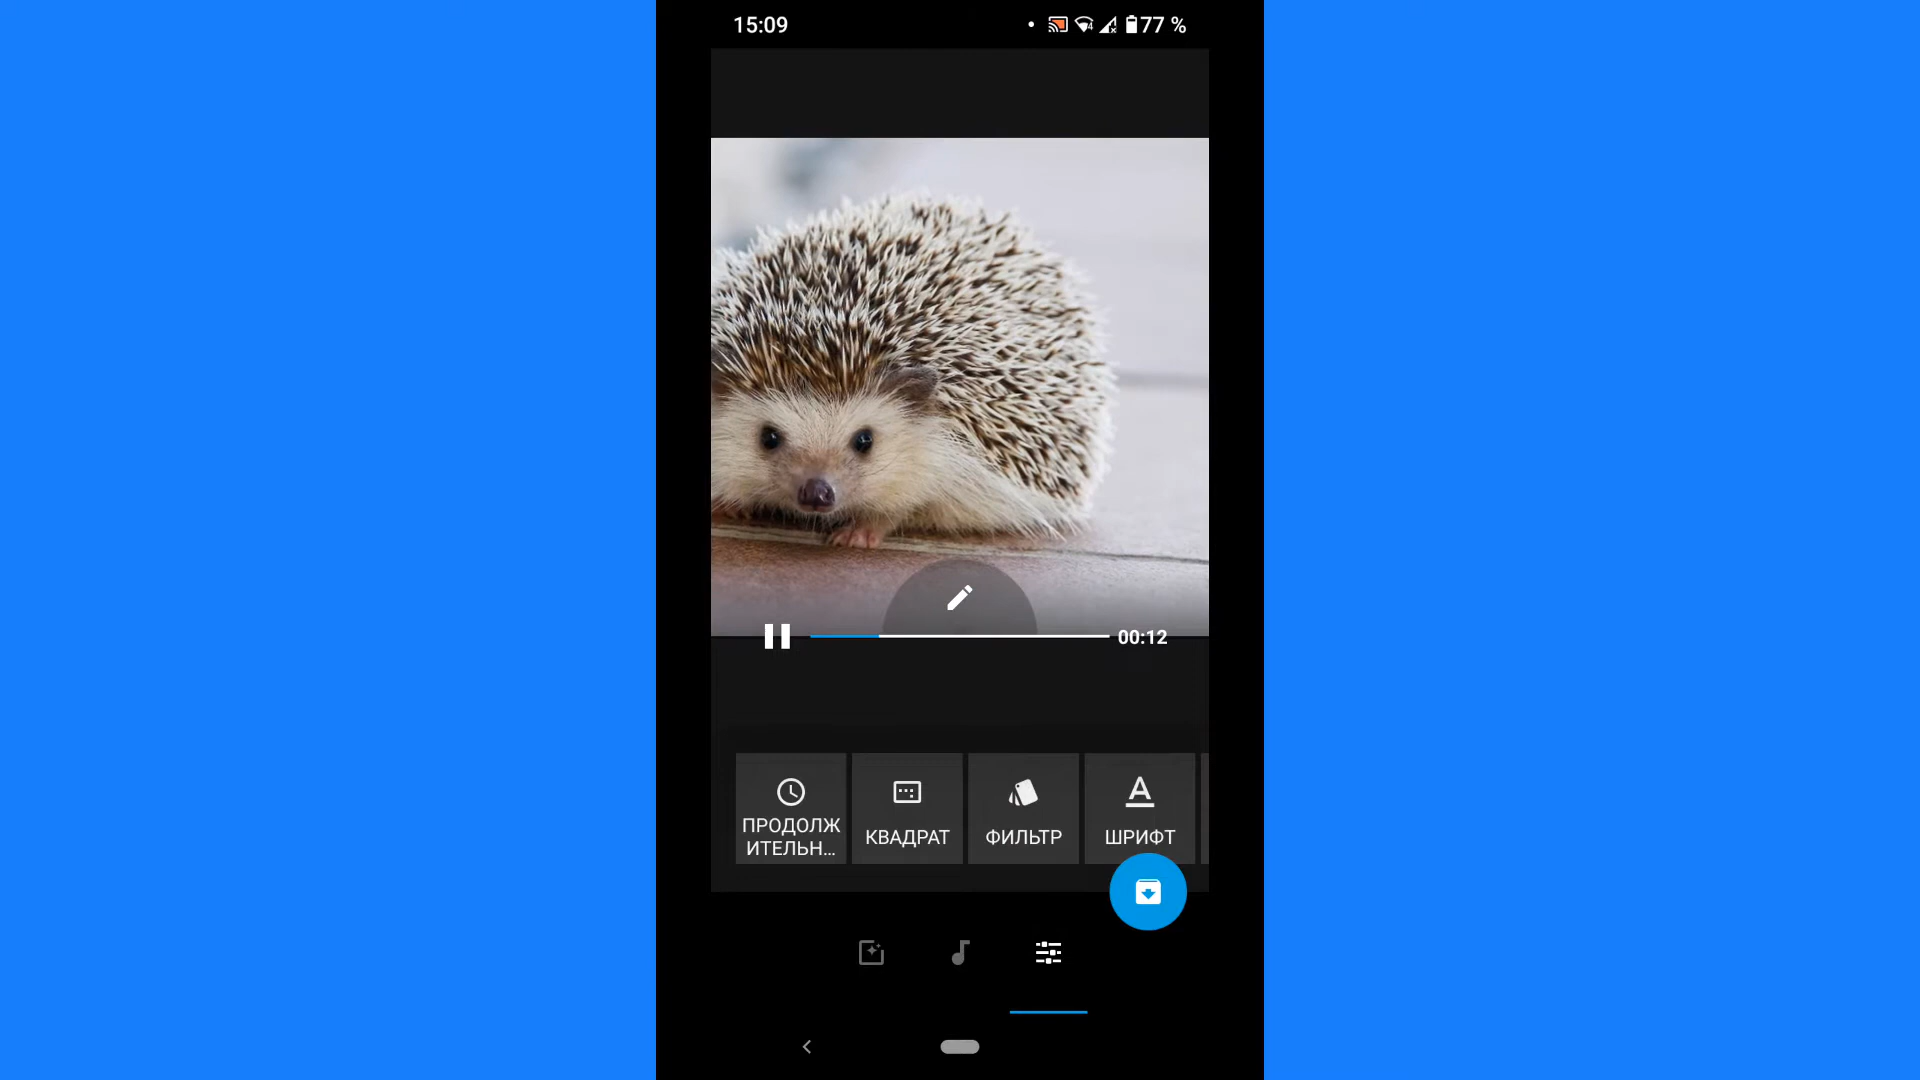 15:09
77 %
00:12
ПРОДОЛЖ
ИТЕЛЬН...
КВАДРАТ
ФИЛЬТР
ШРИФТ